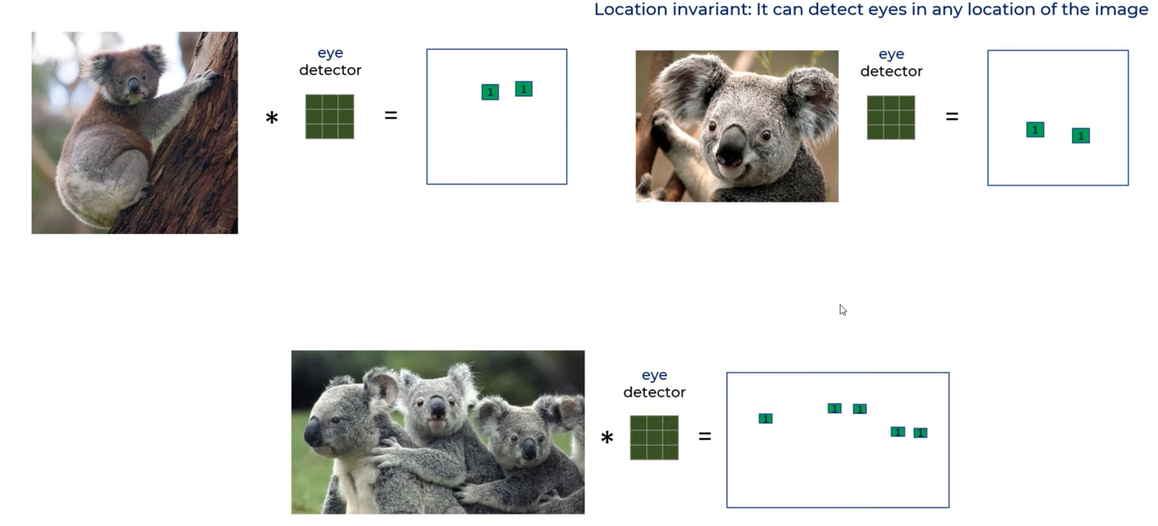 Location invariant: It can detect eyes in any location of the image
eye
detector
*
=
1 1
eye
detector
=
1
1
eye
detector
*
=
1
1 1
1 1